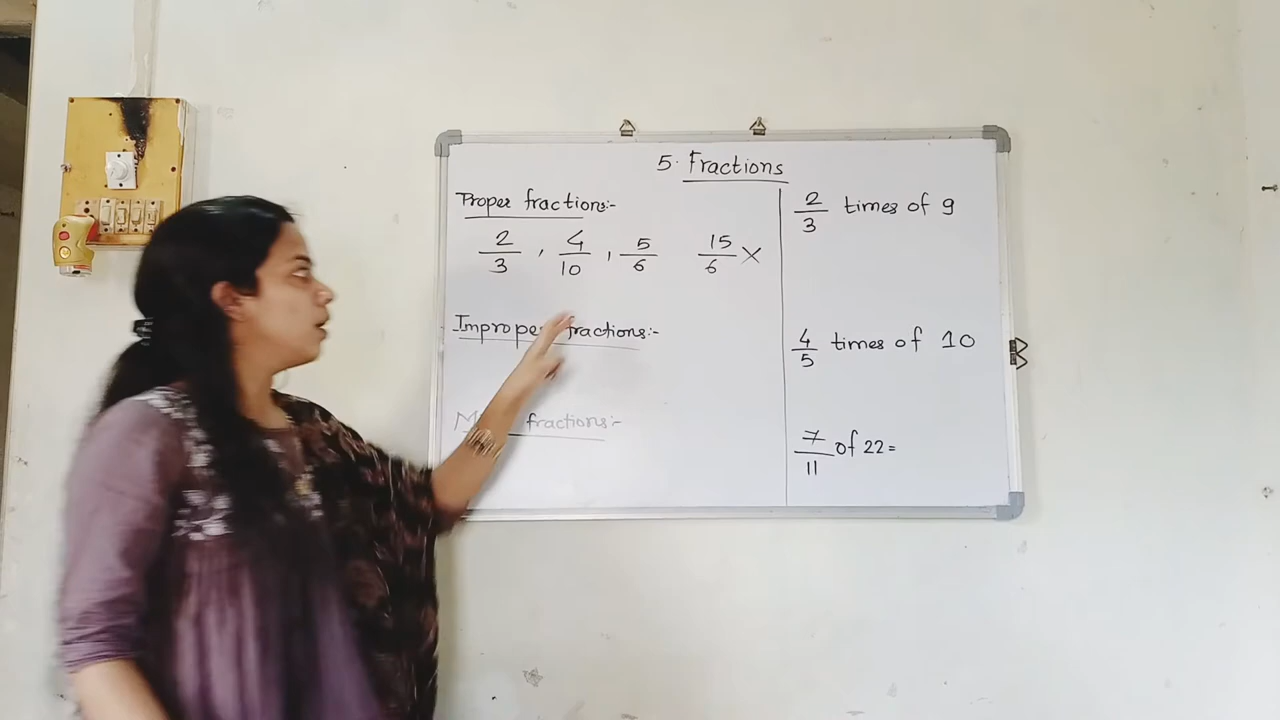 5. Fractions
Proper fractions:-
2/3 , 4/10 , 5/6 15/6 ×
Improper fractions:-
fractions:-
2/3 times of 9
4/5 times of 10
7/11 of 22=